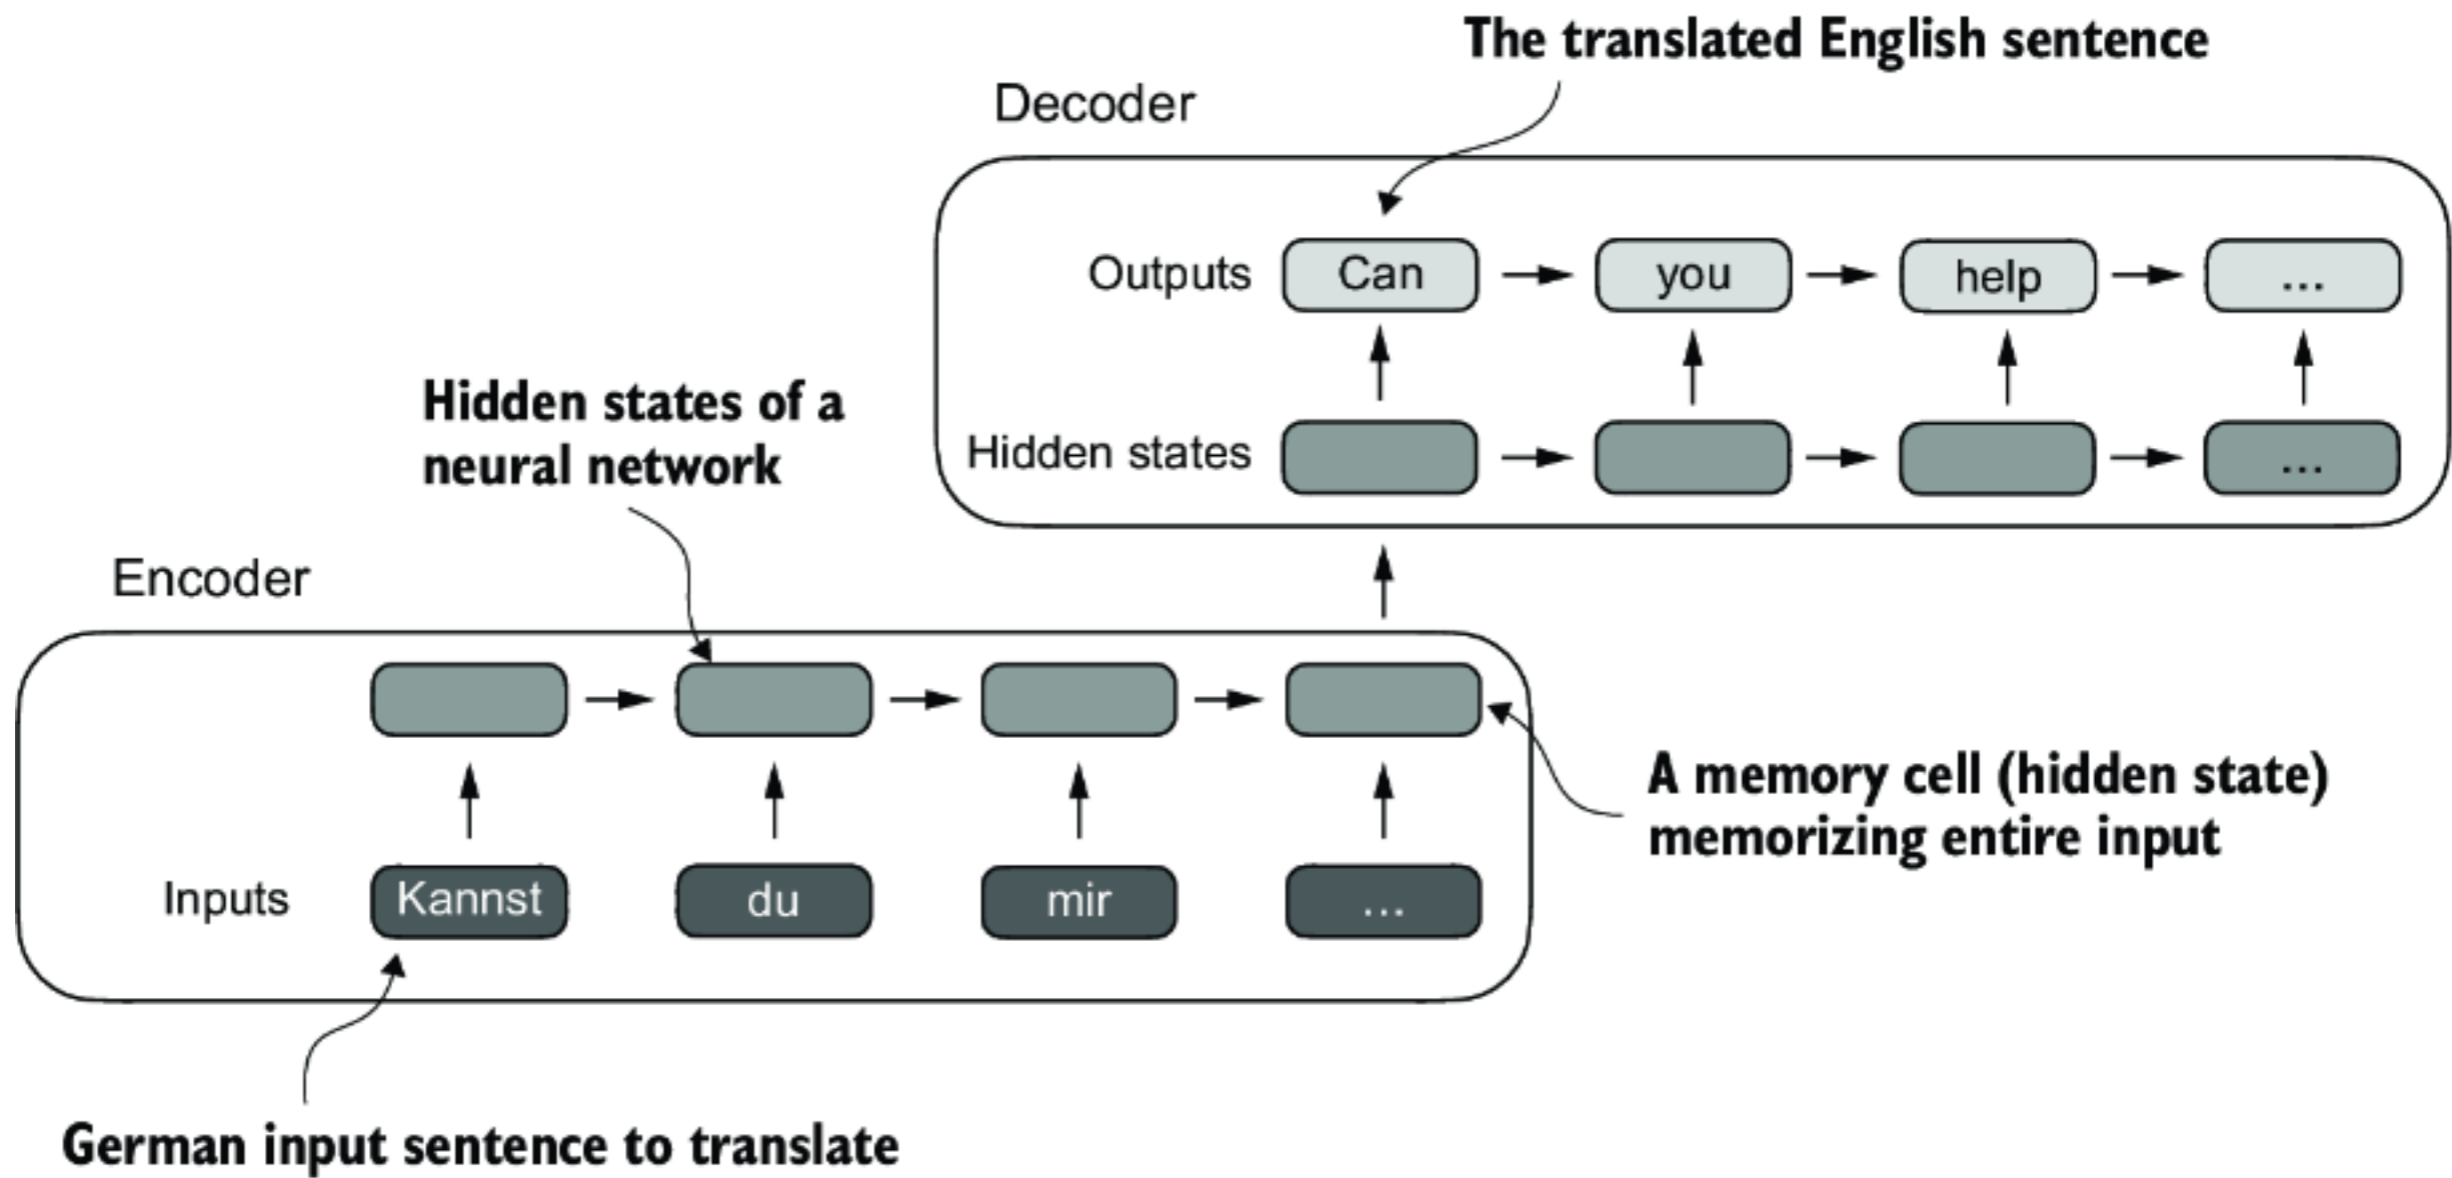 The translated English sentence
Decoder
Outputs Can you help ...
Hidden states of a
neural network
Hidden states ...
Encoder
A memory cell (hidden state)
memorizing entire input
Inputs Kannst du mir ...
German input sentence to translate